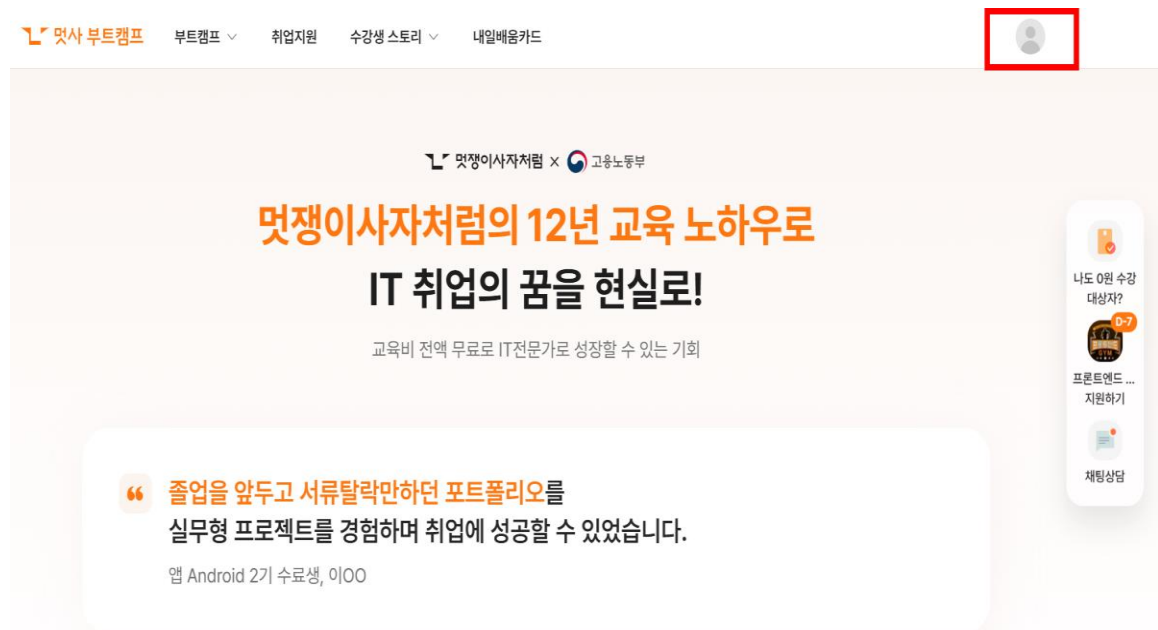 멋사 부트캠프 부트캠프 취업지원 수강생 스토리 내일배움카드
멋쟁이사자처럼 × 고용노동부
멋쟁이사자처럼의 12년 교육 노하우로
IT 취업의 꿈을 현실로!
교육비 전액 무료로 IT전문가로 성장할 수 있는 기회
나도 0원 수강
대상자?
D-7
GYM
프론트엔드 ...
지원하기
채팅상담
졸업을 앞두고 서류탈락만하던 포트폴리오를
실무형 프로젝트를 경험하며 취업에 성공할 수 있었습니다.
앱 Android 2기 수료생, 이OO